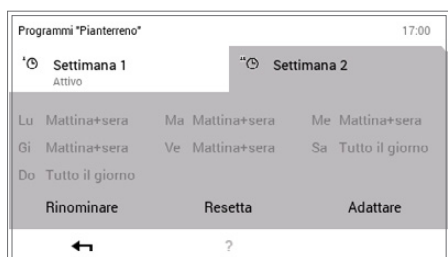 Programmi "Pianterreno" 17:00
Settimana 1 Settimana 2
Attivo
Lu Mattina+sera Ma Mattina+sera Me Mattina+sera
Gi Mattina+sera Ve Mattina+sera Sa Tutto il giorno
Do Tutto il giorno
Rinominare Resetta Adattare
?